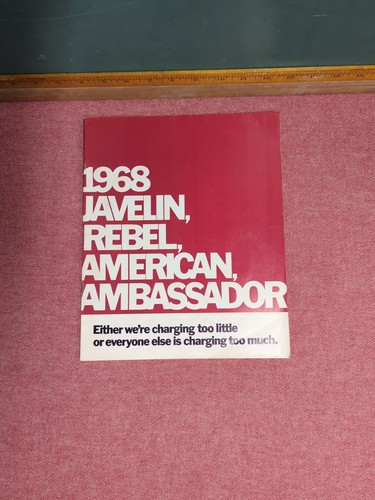 1968
JAVELIN,
REBEL,
AMERICAN,
AMBASSADOR
Either we're charging too little
or everyone else is charging too much.